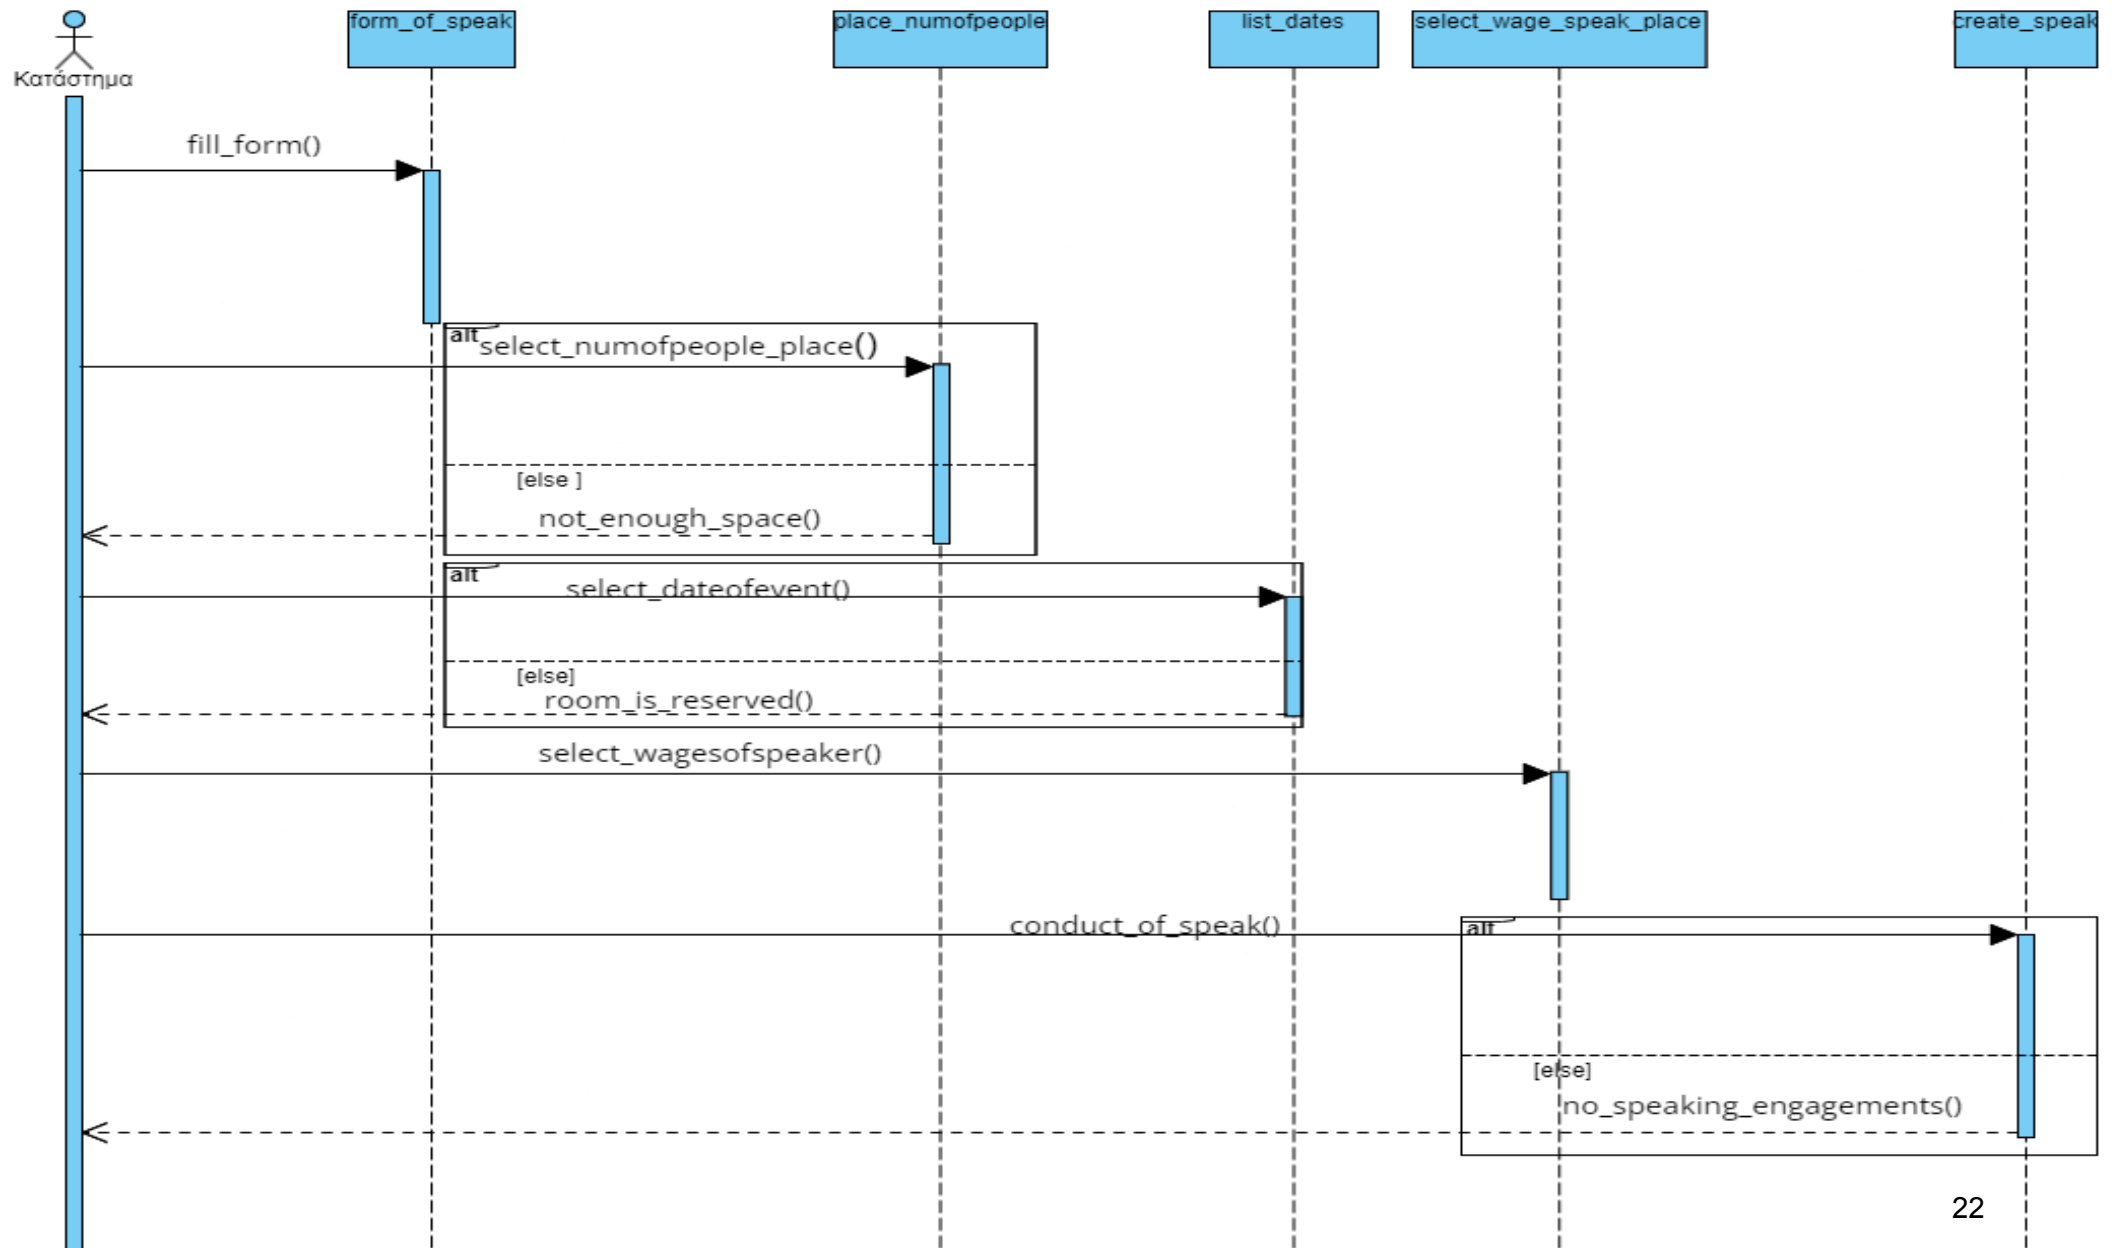 form_of_speak
place_numofpeople
list_dates
select_wage_speak_place
create_speak
Κατάστημα
fill_form()
alt
select_numofpeople_place()
[else ]
not_enough_space()
alt
select_dateofevent()
[else]
room_is_reserved()
select_wagesofspeaker()
conduct_of_speak()
alt
[else]
no_speaking_engagements()
22